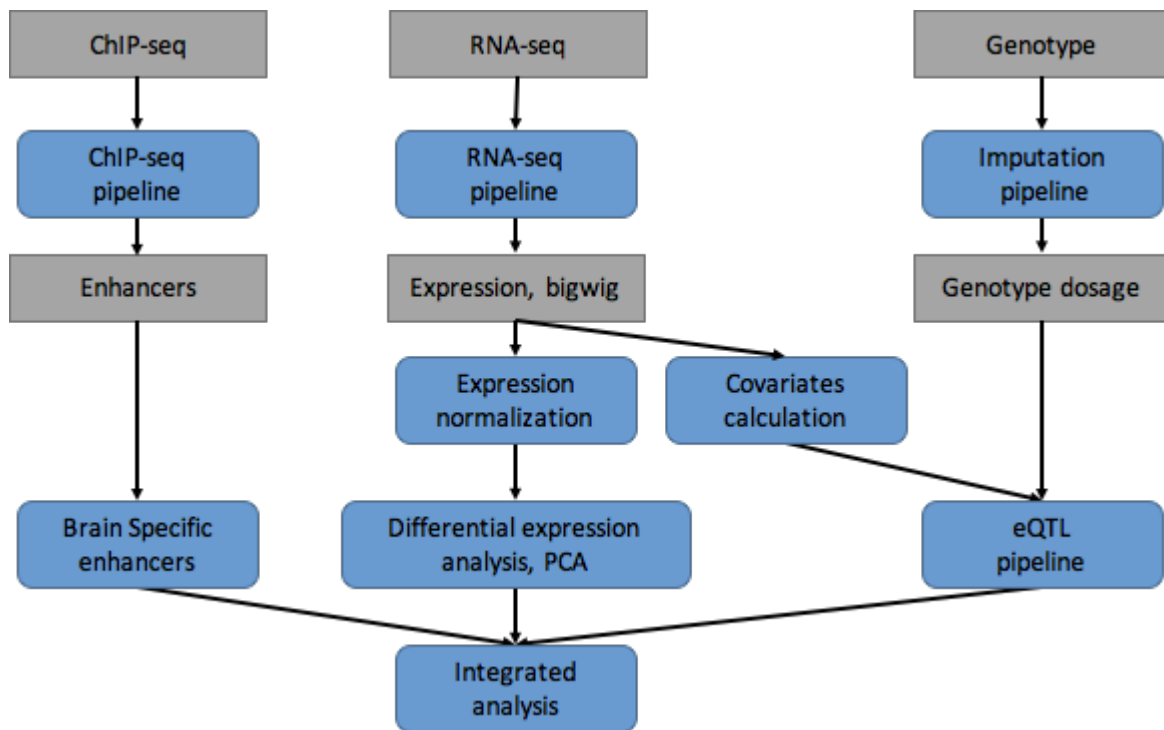 ChIP-seq
RNA-seq
Genotype
ChIP-seq
pipeline
RNA-seq
pipeline
Imputation
pipeline
Enhancers
Expression, bigwig
Genotype dosage
Expression
normalization
Covariates
calculation
Brain Specific
enhancers
Differential expression
analysis, PCA
eQTL
pipeline
Integrated
analysis